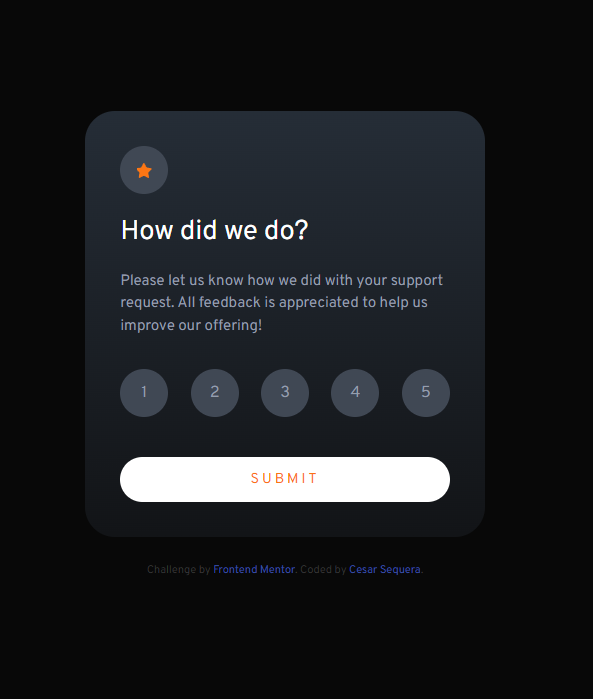 How did we do?
Please let us know how we did with your support
request. All feedback is appreciated to help us
improve our offering!
1 2 3 4 5
SUBMIT
Challenge by Frontend Mentor. Coded by Cesar Sequera.